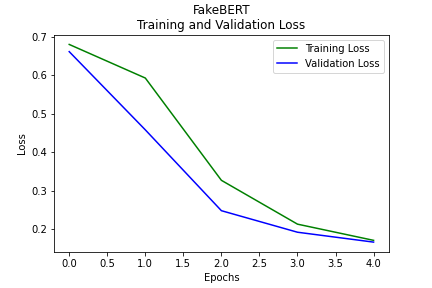 FakeBERT
Training and Validation Loss
Training Loss
Validation Loss
0.7
0.6
0.5
0.4
0.3
0.2
Loss
0.0 0.5 1.0 1.5 2.0 2.5 3.0 3.5 4.0
Epochs